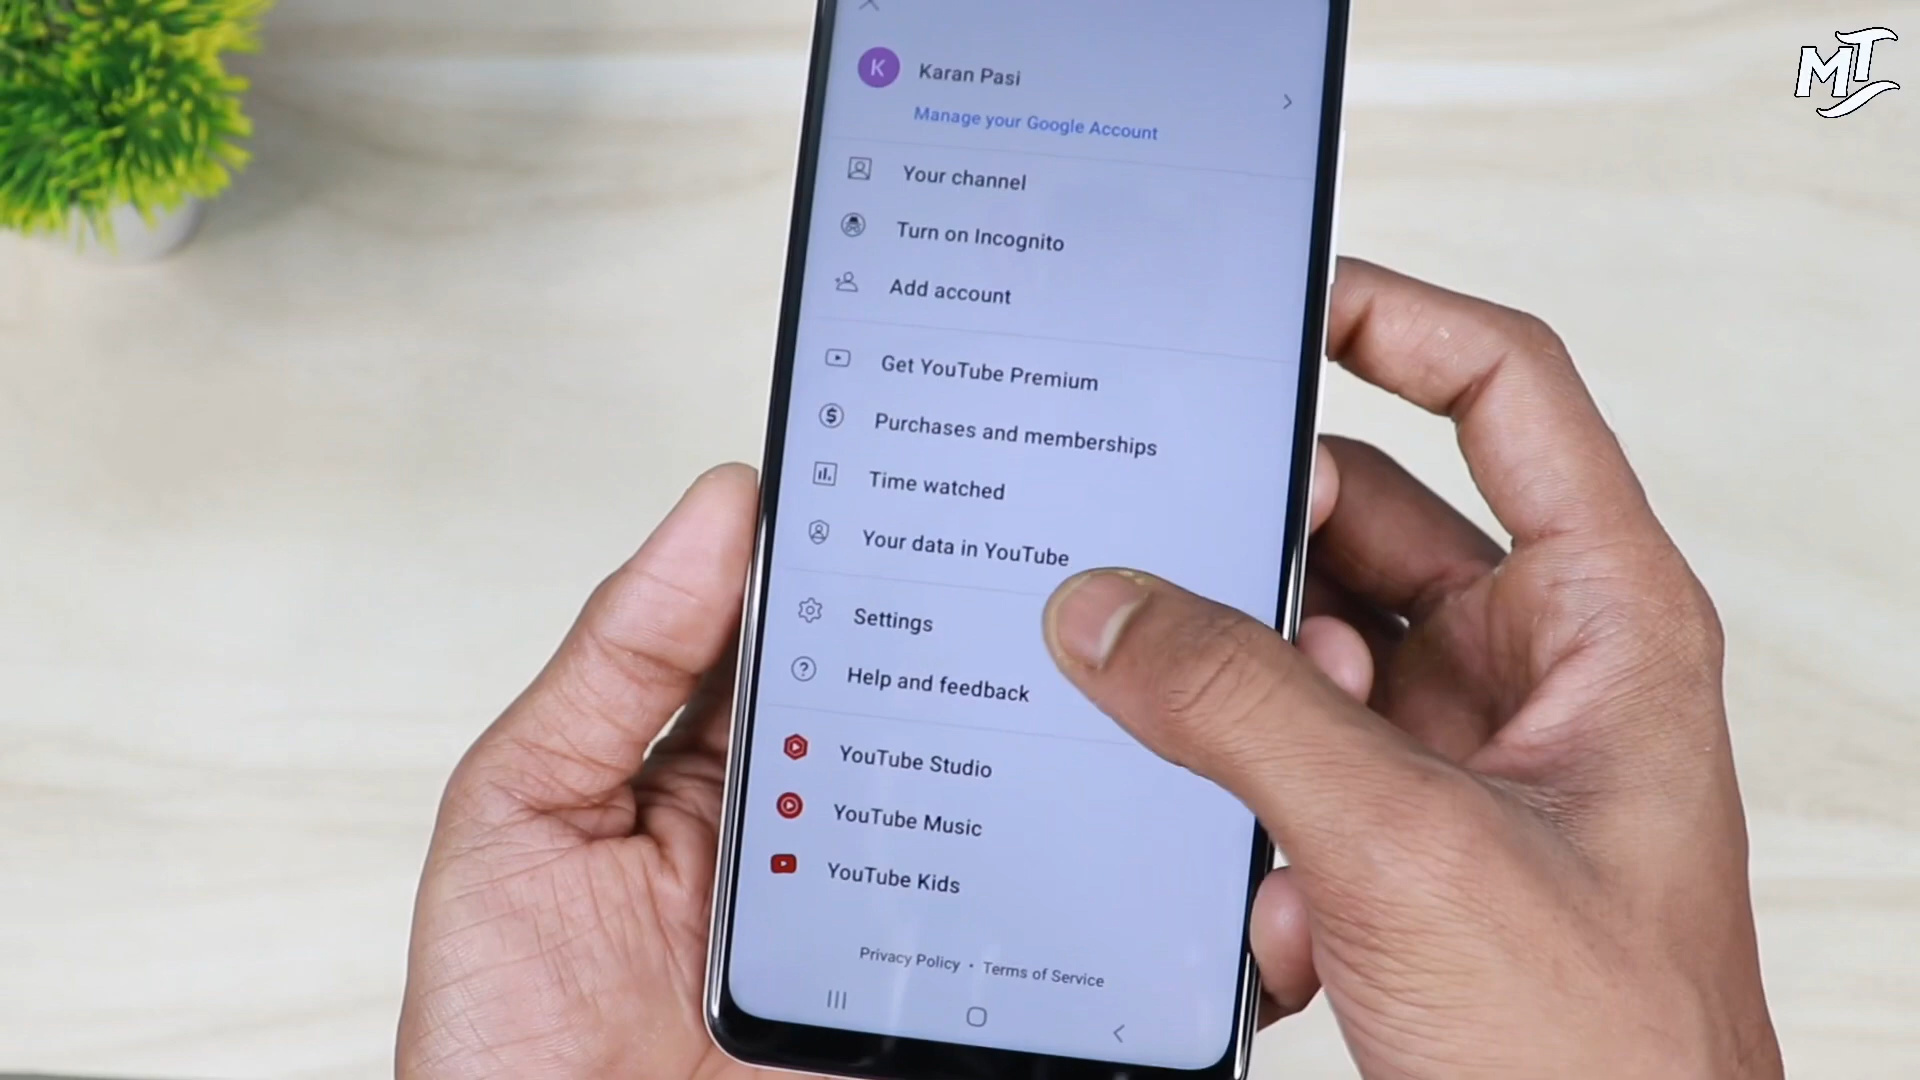 MT
K
Karan Pasi
Manage your Google Account
Your channel
Turn on Incognito
Add account
Get YouTube Premium
$ Purchases and memberships
Time watched
Your data in YouTube
Settings
? Help and feedback
YouTube Studio
YouTube Music
YouTube Kids
Privacy Policy • Terms of Service